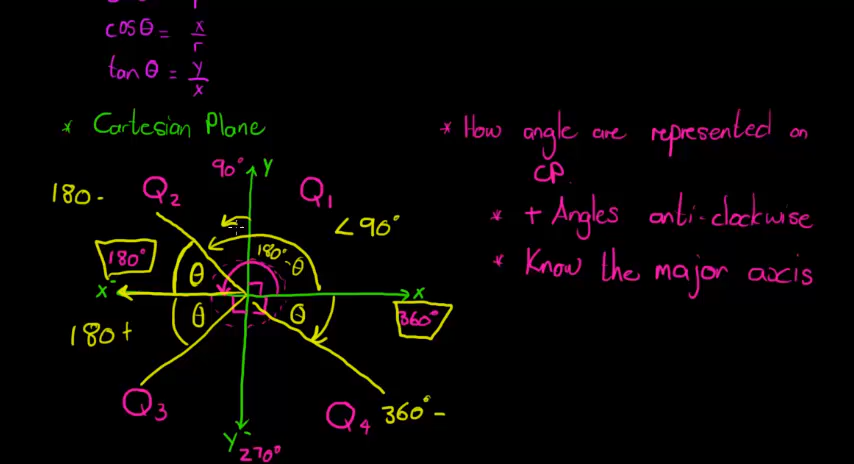 cosθ = x/r
tan θ = y/x
* Cartesian Plane
* How angle are represented on
CP.
* + Angles anti-clockwise
* Know the major axis
90° Y
180- Q2 Q1
∠90°
180°-θ
180° θ
X- X
θ θ 360°
180+
Q3 Q4 360°-
Y- 270°